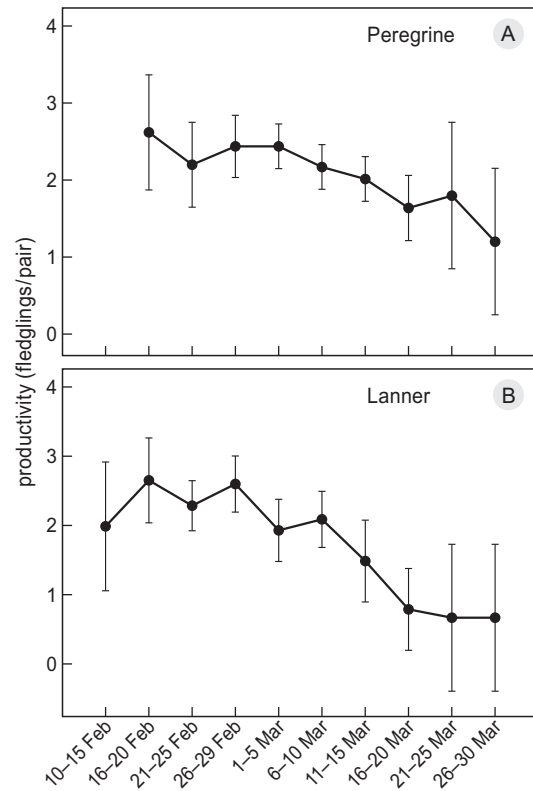 Peregrine A
4
3
2
1
0
productivity (fledglings/pair)
Lanner B
4
3
2
1
0
10–15 Feb
16–20 Feb
21–25 Feb
26–29 Feb
1–5 Mar
6–10 Mar
11–15 Mar
16–20 Mar
21–25 Mar
26–30 Mar